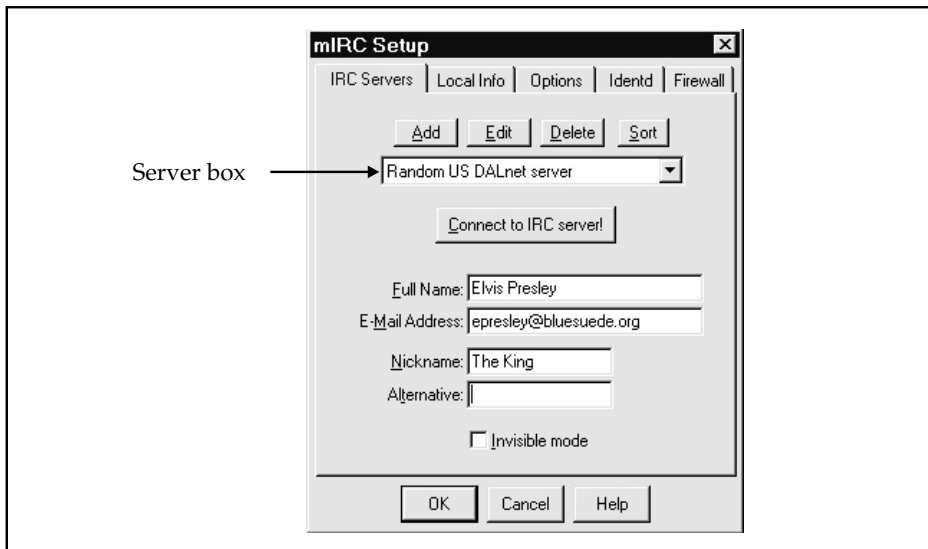 mIRC Setup
IRC Servers Local Info Options Identd Firewall
Add Edit Delete Sort
Server box
Random US DALnet server
Connect to IRC server!
Full Name: Elvis Presley
E-Mail Address: epresley@bluesuede.org
Nickname: The King
Alternative:
Invisible mode
OK Cancel Help